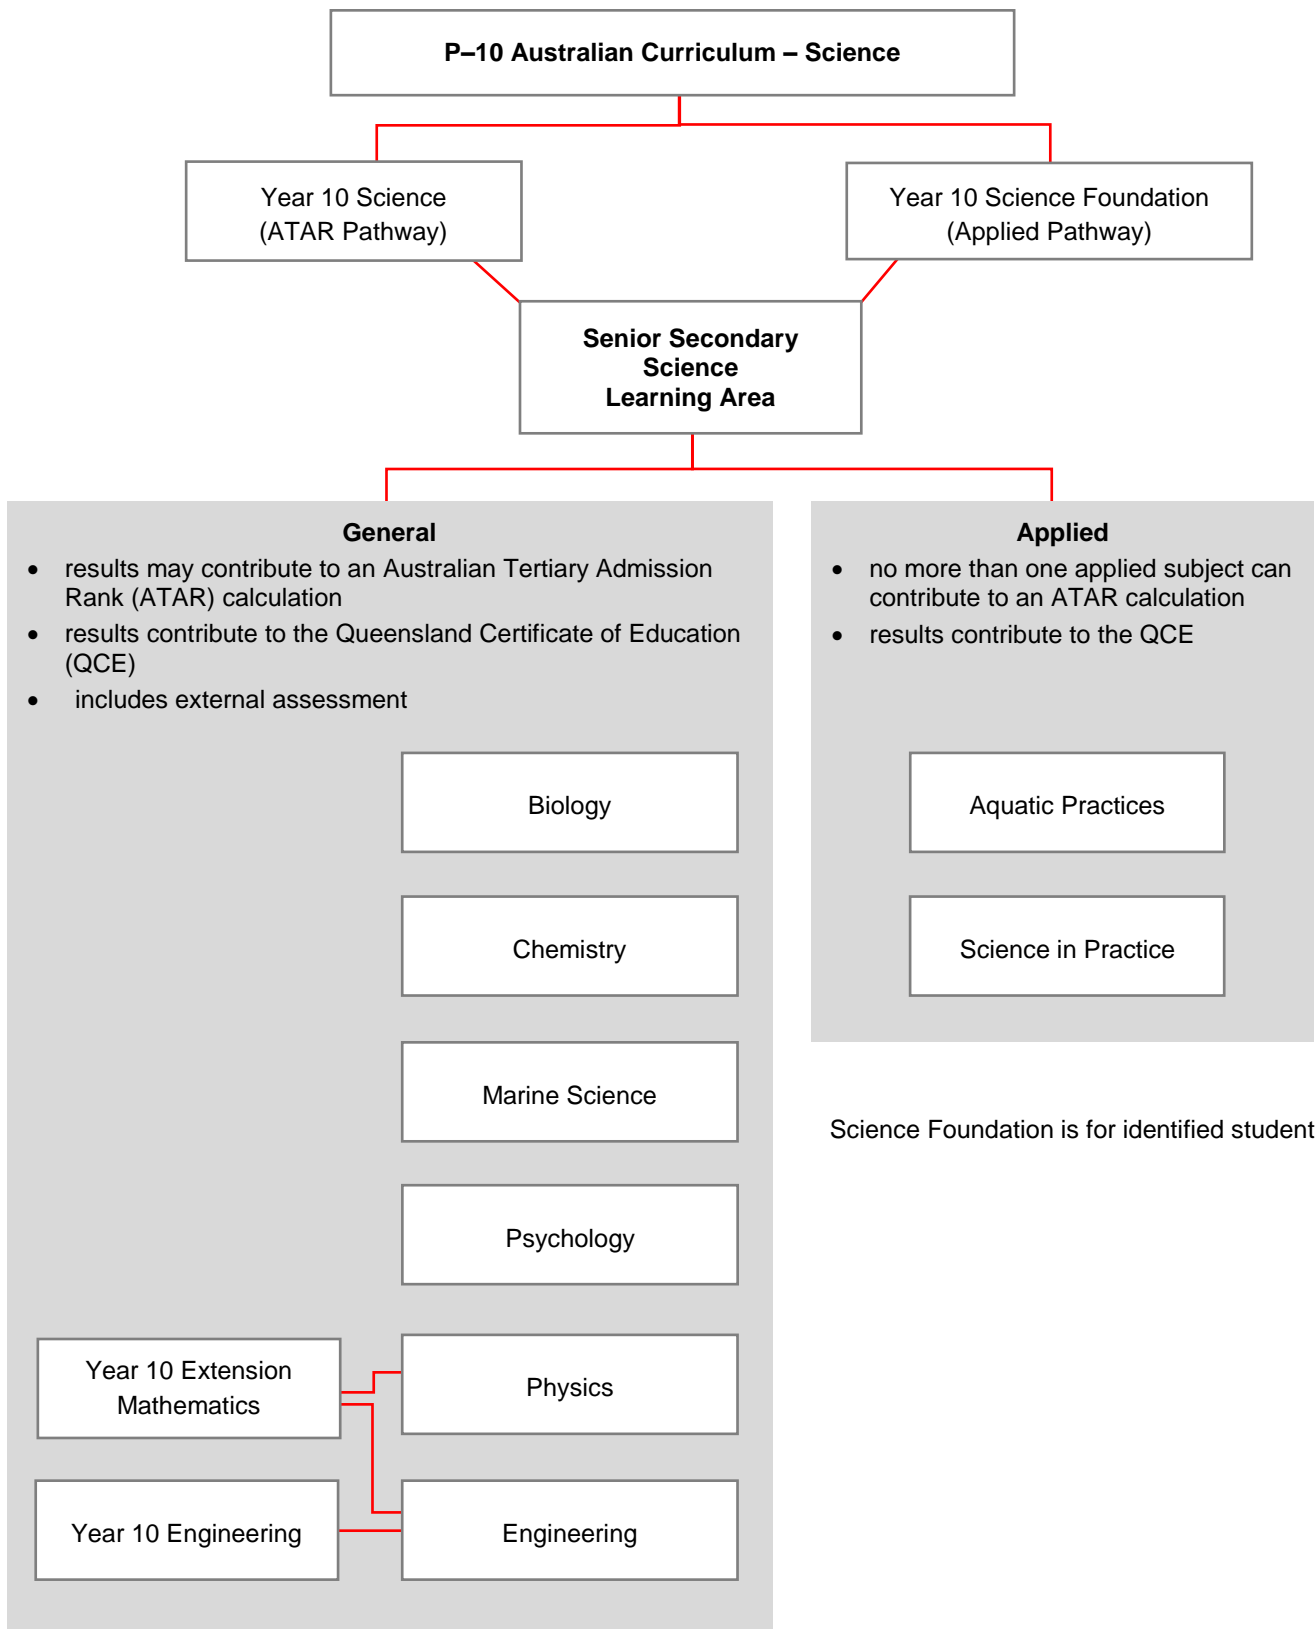 P–10 Australian Curriculum – Science
Year 10 Science
(ATAR Pathway)
Year 10 Science Foundation
(Applied Pathway)
Senior Secondary
Science
Learning Area
General
• results may contribute to an Australian Tertiary Admission
Rank (ATAR) calculation
• results contribute to the Queensland Certificate of Education
(QCE)
• includes external assessment
Applied
• no more than one applied subject can
contribute to an ATAR calculation
• results contribute to the QCE
Biology
Chemistry
Marine Science
Psychology
Year 10 Extension
Mathematics
Physics
Year 10 Engineering
Engineering
Aquatic Practices
Science in Practice
Science Foundation is for identified student